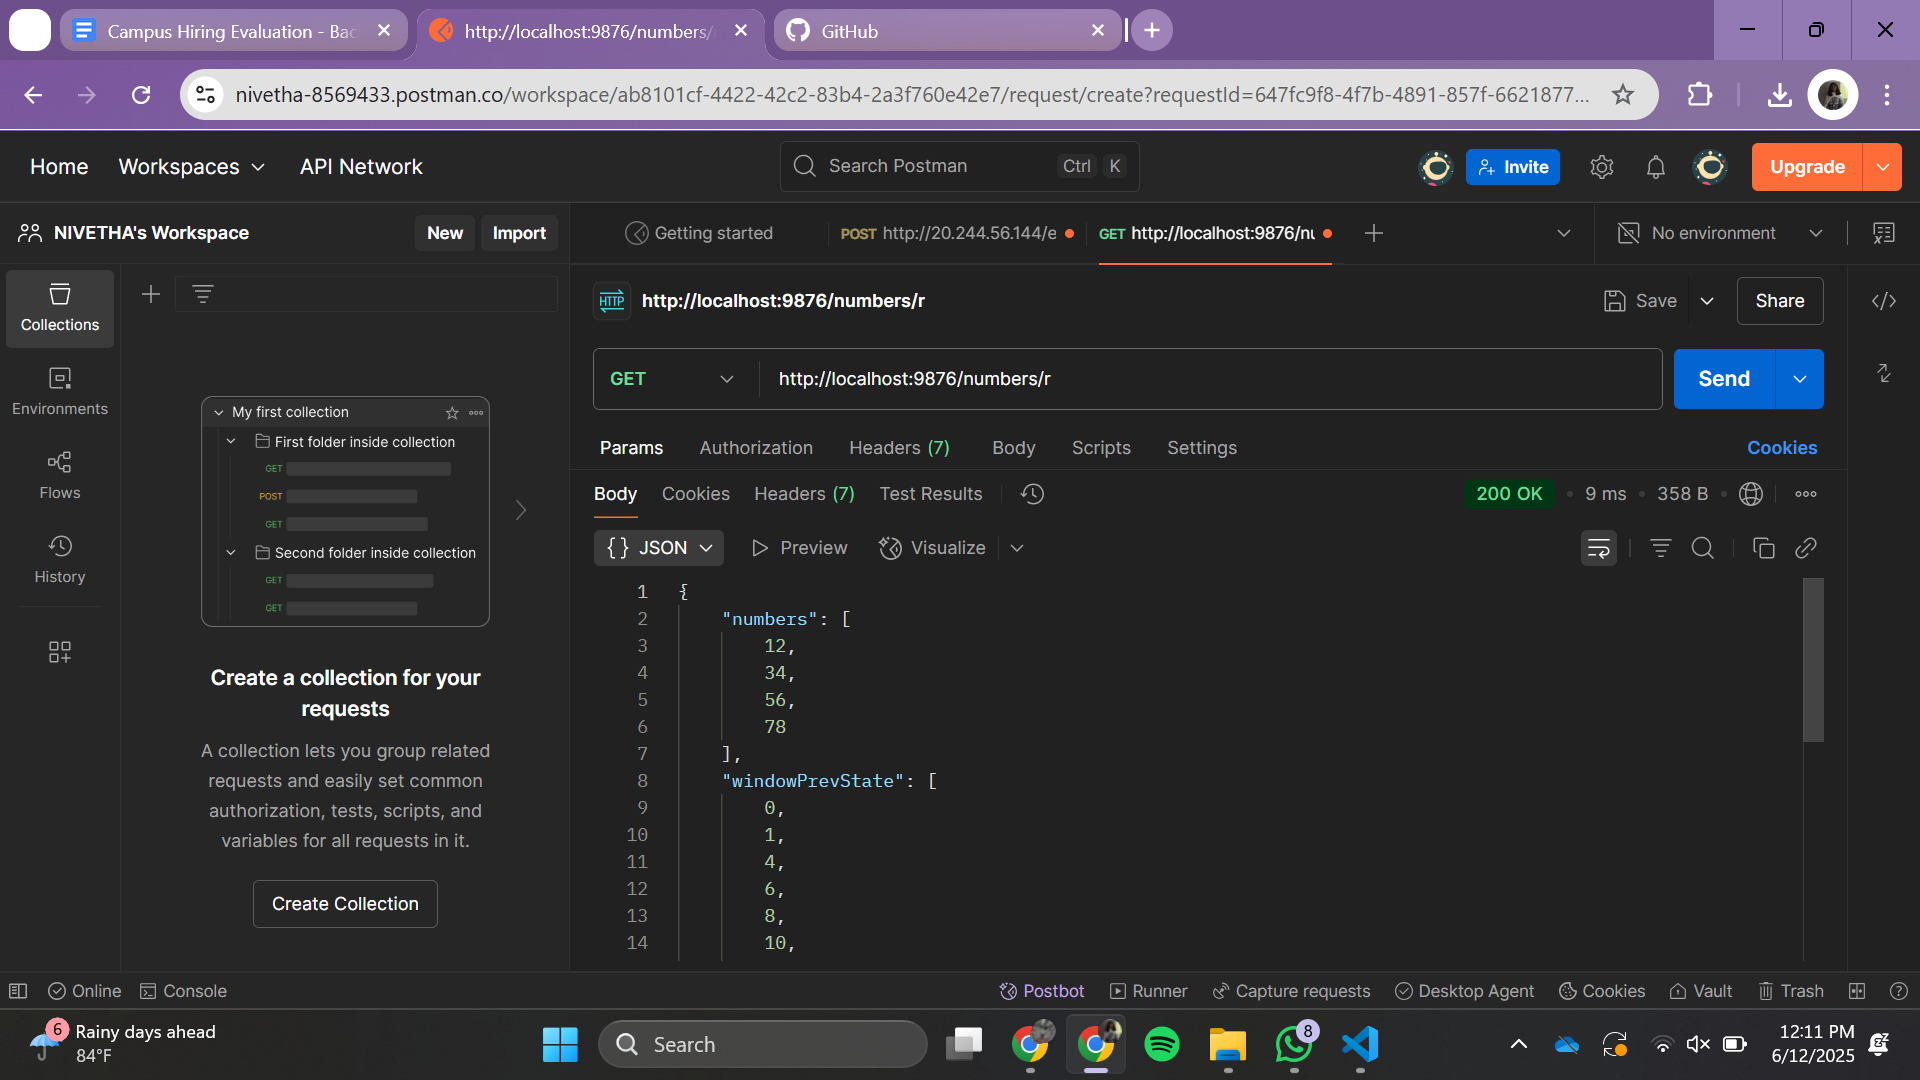 Campus Hiring Evaluation - Bac
http://localhost:9876/numbers/
GitHub
nivetha-8569433.postman.co/workspace/ab8101cf-4422-42c2-83b4-2a3f760e42e7/request/create?requestId=647fc9f8-4f7b-4891-857f-6621877...
Home Workspaces API Network Search Postman Ctrl K Invite Upgrade
NIVETHA's Workspace New Import Getting started POST http://20.244.56.144/e GET http://localhost:9876/nu No environment
Collections
Environments
Flows
History
My first collection
First folder inside collection
GET
POST
GET
Second folder inside collection
GET
GET
Create a collection for your
requests
A collection lets you group related
requests and easily set common
authorization, tests, scripts, and
variables for all requests in it.
Create Collection
HTTP http://localhost:9876/numbers/r Save Share
GET http://localhost:9876/numbers/r Send
Params Authorization Headers (7) Body Scripts Settings Cookies
Body Cookies Headers (7) Test Results 200 OK • 9 ms • 358 B
{} JSON Preview Visualize
1 {
2 "numbers": [
3 12,
4 34,
5 56,
6 78
7 ],
8 "windowPrevState": [
9 0,
10 1,
11 4,
12 6,
13 8,
14 10,
Online Console Postbot Runner Capture requests Desktop Agent Cookies Vault Trash
6 Rainy days ahead
84°F
Search
8
12:11 PM
6/12/2025